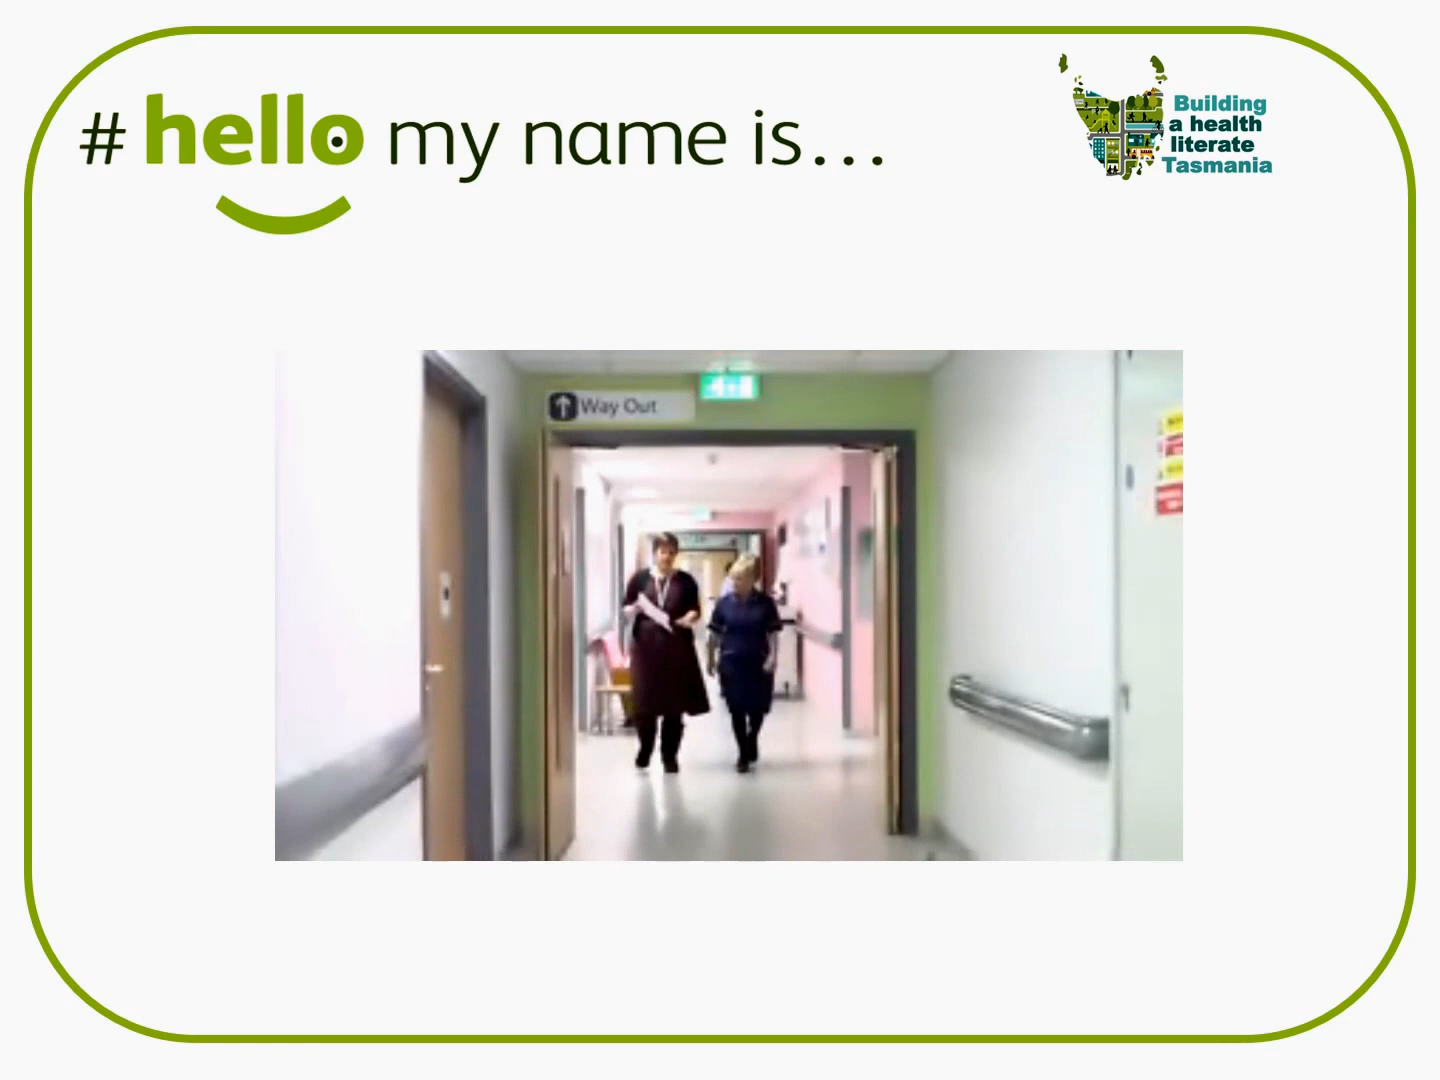 #hello my name is...
Building
a health
literate
Tasmania
Way Out